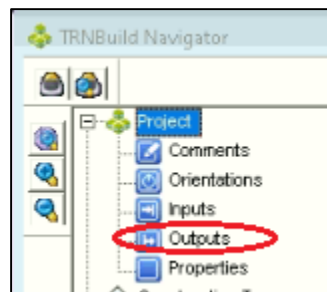 TRNBuild Navigator
Project
Comments
Orientations
Inputs
Outputs
Properties